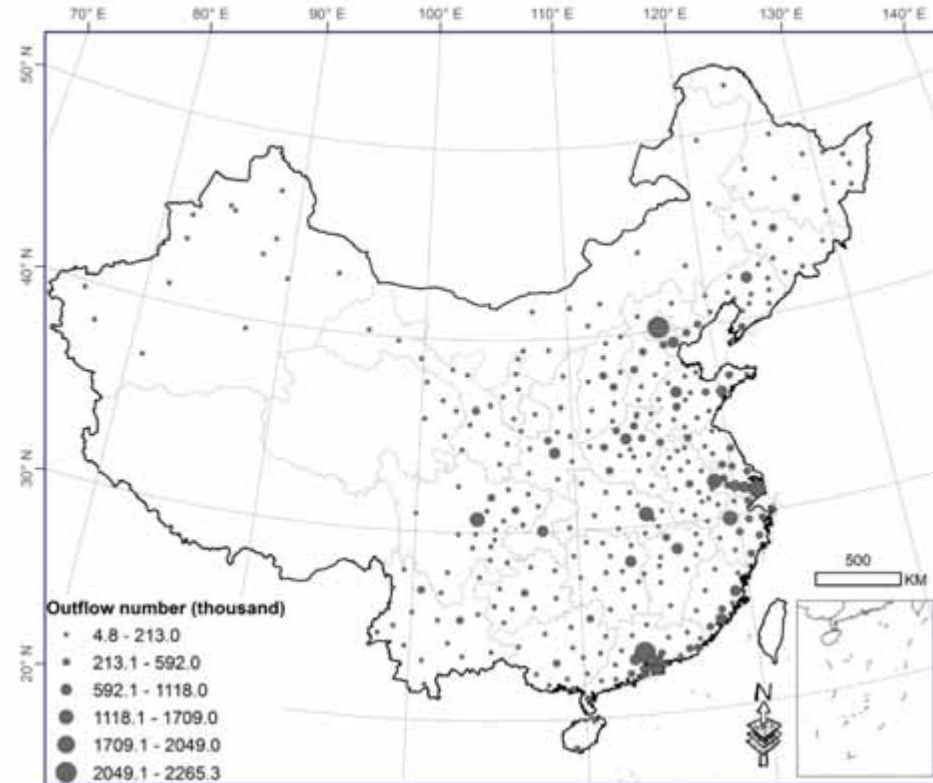 70° E 80° E 90° E 100° E 110° E 120° E 130° E 140° E
50° N
40° N
30° N
20° N
500
KM
N
Outflow number (thousand)
4.8 - 213.0
213.1 - 592.0
592.1 - 1118.0
1118.1 - 1709.0
1709.1 - 2049.0
2049.1 - 2265.3